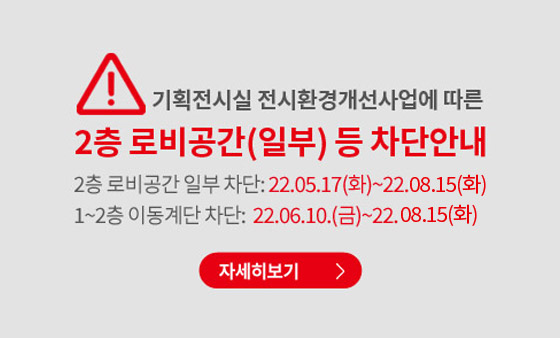 기획전시실 전시환경개선사업에 따른
2층 로비공간(일부) 등 차단안내
2층 로비공간 일부 차단: 22.05.17(화)~22.08.15(화)
1~2층 이동계단 차단: 22.06.10.(금)~22.08.15(화)
자세히보기